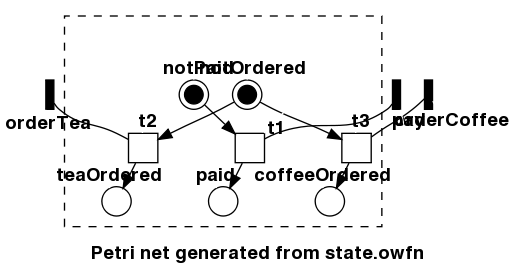 notPaid
notOrdered
orderTea
t2
t1
t3
pay
orderCoffee
teaOrdered
paid
coffeeOrdered
Petri net generated from state.owfn